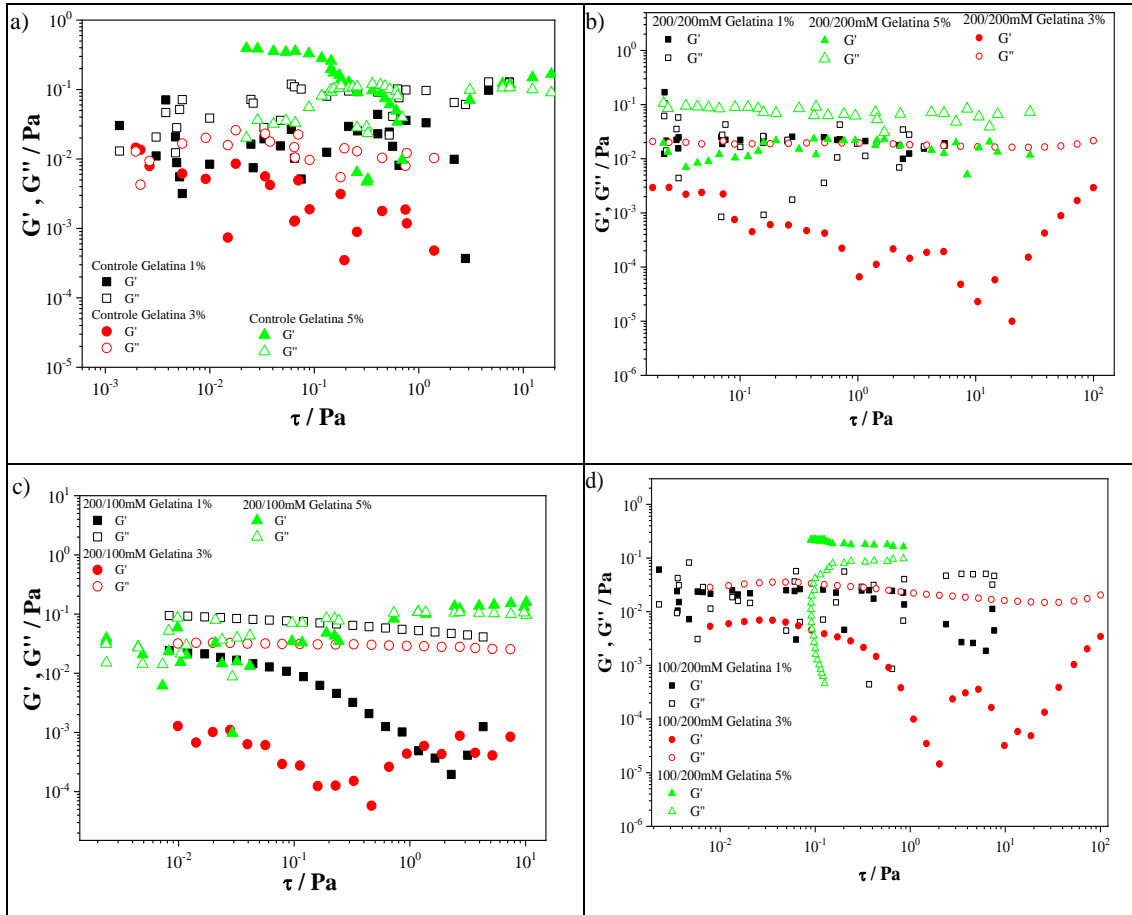 a)
G', G'' / Pa
10^1
10^0
10^-1
10^-2
10^-3
10^-4
10^-5
Controle Gelatina 1%
G'
G''
Controle Gelatina 3%
G'
G''
Controle Gelatina 5%
G'
G''
10^-3 10^-2 10^-1 10^0 10^1
τ / Pa
b)
200/200mM Gelatina 1% 200/200mM Gelatina 5% 200/200mM Gelatina 3%
G' G' G'
G'' G'' G''
G', G'' / Pa
10^0
10^-1
10^-2
10^-3
10^-4
10^-5
10^-6
10^-1 10^0 10^1 10^2
τ / Pa
c)
200/100mM Gelatina 1% 200/100mM Gelatina 5%
G' G'
G'' G''
200/100mM Gelatina 3%
G'
G''
G', G'' / Pa
10^1
10^0
10^-1
10^-2
10^-3
10^-4
10^-2 10^-1 10^0 10^1
τ / Pa
d)
G', G'' / Pa
10^0
10^-1
10^-2
10^-3
10^-4
10^-5
10^-6
100/200mM Gelatina 1%
G'
G''
100/200mM Gelatina 3%
G'
G''
100/200mM Gelatina 5%
G'
G''
10^-2 10^-1 10^0 10^1 10^2
τ / Pa